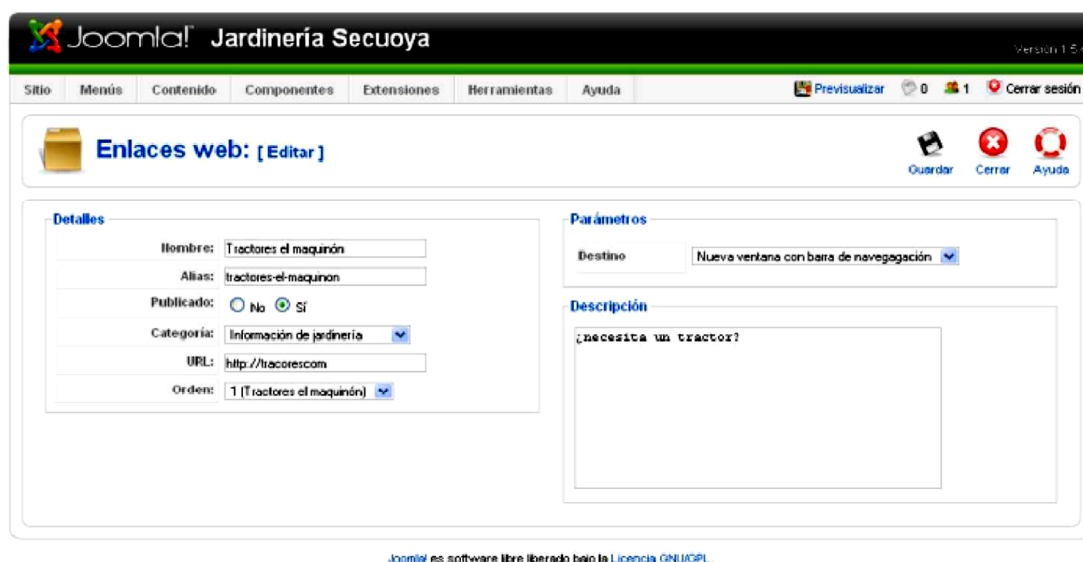 Joomla! Jardinería Secuoya
Versión 1.5.
Sitio Menús Contenido Componentes Extensiones Herramientas Ayuda Previsualizar 0 1 Cerrar sesión
Enlaces web: [ Editar ]
Guardar Cerrar Ayuda
Detalles
Nombre: Tractores el maquinón
Alias: tractores-el-maquinon
Publicado: No Sí
Categoría: Información de jardinería
URL: http://tracorescom
Orden: 1 (Tractores el maquinón)
Parámetros
Destino Nueva ventana con barra de navegagación
Descripción
¿necesita un tractor?
Joomla! es software libre liberado bajo la Licencia GNU/GPL.